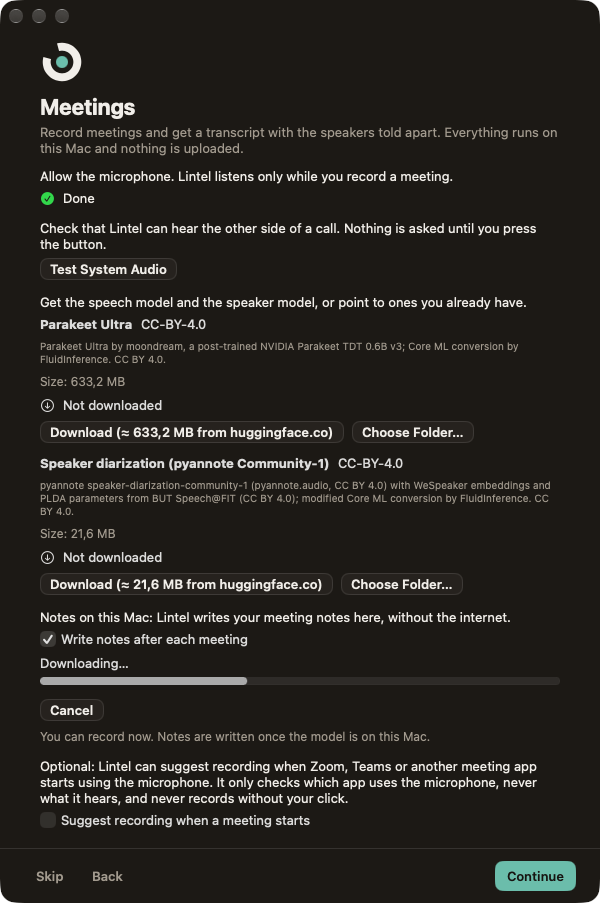 Meetings
Record meetings and get a transcript with the speakers told apart. Everything runs on
this Mac and nothing is uploaded.
Allow the microphone. Lintel listens only while you record a meeting.
Done
Check that Lintel can hear the other side of a call. Nothing is asked until you press
the button.
Test System Audio
Get the speech model and the speaker model, or point to ones you already have.
Parakeet Ultra CC-BY-4.0
Parakeet Ultra by moondream, a post-trained NVIDIA Parakeet TDT 0.6B v3; Core ML conversion by
FluidInference. CC BY 4.0.
Size: 633,2 MB
Not downloaded
Download (≈ 633,2 MB from huggingface.co) Choose Folder...
Speaker diarization (pyannote Community-1) CC-BY-4.0
pyannote speaker-diarization-community-1 (pyannote.audio, CC BY 4.0) with WeSpeaker embeddings and
PLDA parameters from BUT Speech@FIT (CC BY 4.0); modified Core ML conversion by FluidInference. CC
BY 4.0.
Size: 21,6 MB
Not downloaded
Download (≈ 21,6 MB from huggingface.co) Choose Folder...
Notes on this Mac: Lintel writes your meeting notes here, without the internet.
Write notes after each meeting
Downloading...
Cancel
You can record now. Notes are written once the model is on this Mac.
Optional: Lintel can suggest recording when Zoom, Teams or another meeting app
starts using the microphone. It only checks which app uses the microphone, never
what it hears, and never records without your click.
Suggest recording when a meeting starts
Skip Back Continue